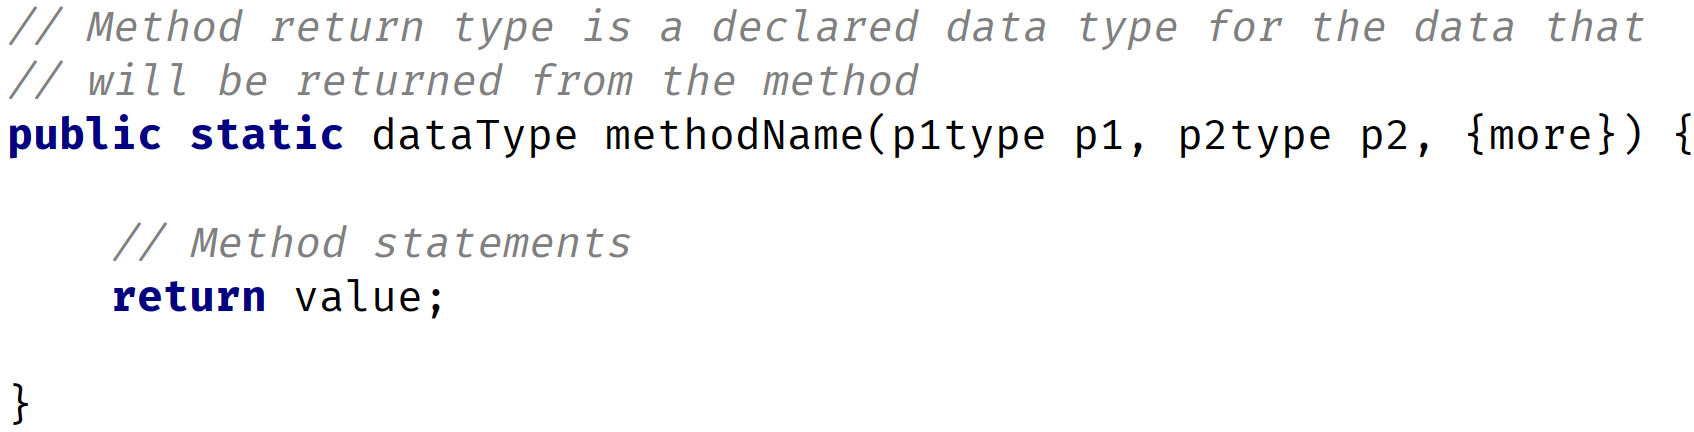 // Method return type is a declared data type for the data that
// will be returned from the method
public static dataType methodName(p1type p1, p2type p2, {more}) {
    // Method statements
    return value;
}